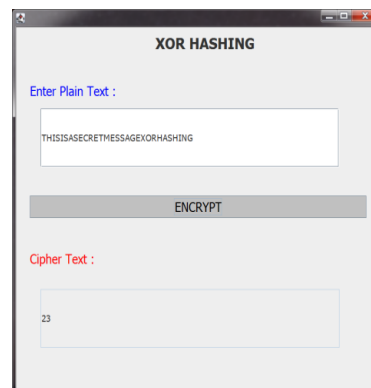 XOR HASHING
Enter Plain Text :
THISISASECRETMESSAGEXORHASHING
ENCRYPT
Cipher Text :
23